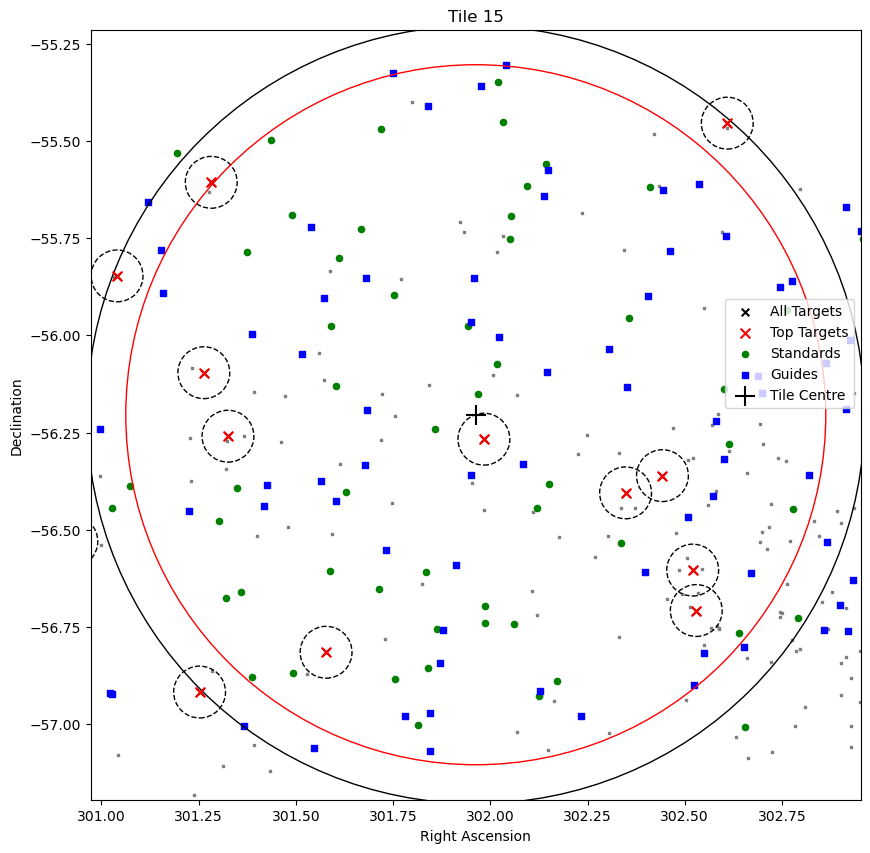 Tile 15
−55.25
−55.50
−55.75
−56.00
−56.25
−56.50
−56.75
−57.00
Declination
All Targets
Top Targets
Standards
Guides
Tile Centre
301.00 301.25 301.50 301.75 302.00 302.25 302.50 302.75
Right Ascension